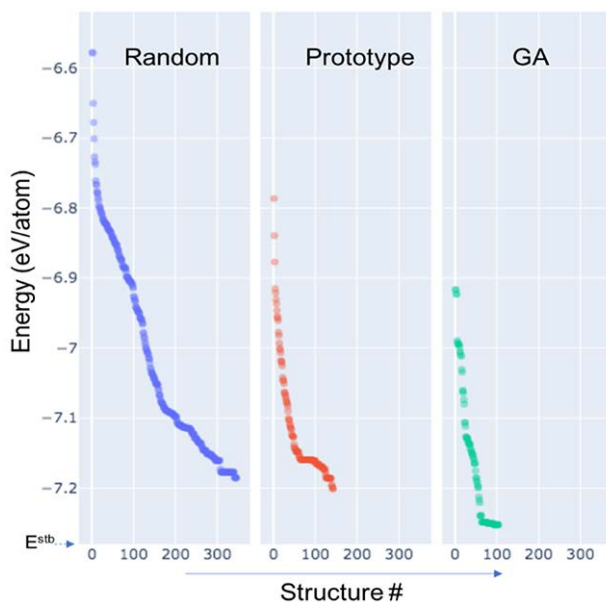 Random Prototype GA
−6.6
−6.7
−6.8
−6.9
−7
−7.1
−7.2
Energy (eV/atom)
E^stb
0 100 200 300 0 100 200 300 0 100 200 300
Structure #